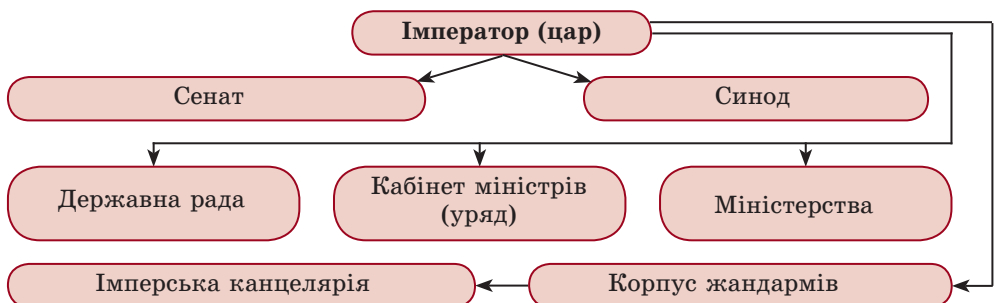 Імператор (цар)
Сенат
Синод
Державна рада
Кабінет міністрів
(уряд)
Міністерства
Імперська канцелярія
Корпус жандармів